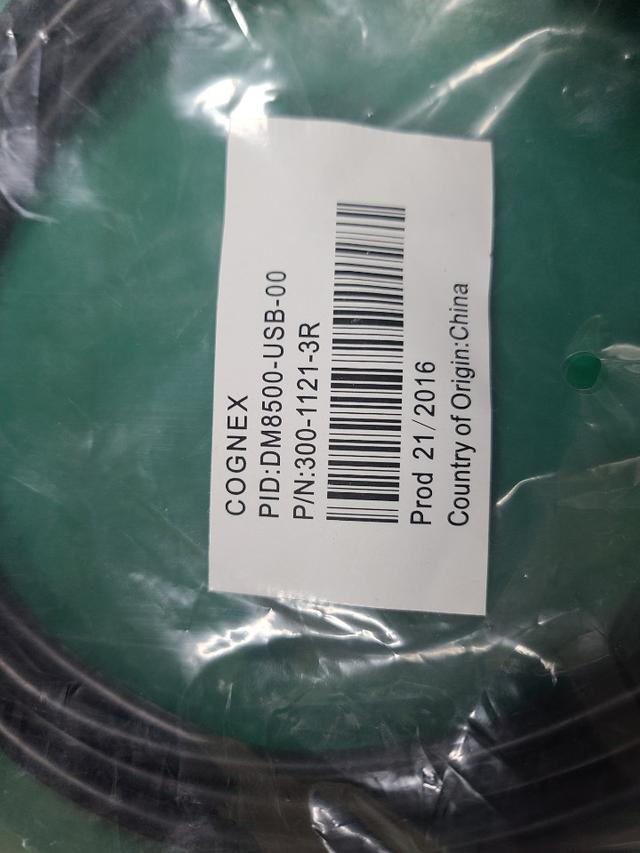 COGNEX
PID:DM8500-USB-00
P/N:300-1121-3R
Prod 21/2016
Country of Origin:China